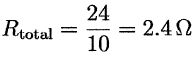 R_total = 24/10 = 2.4 Ω